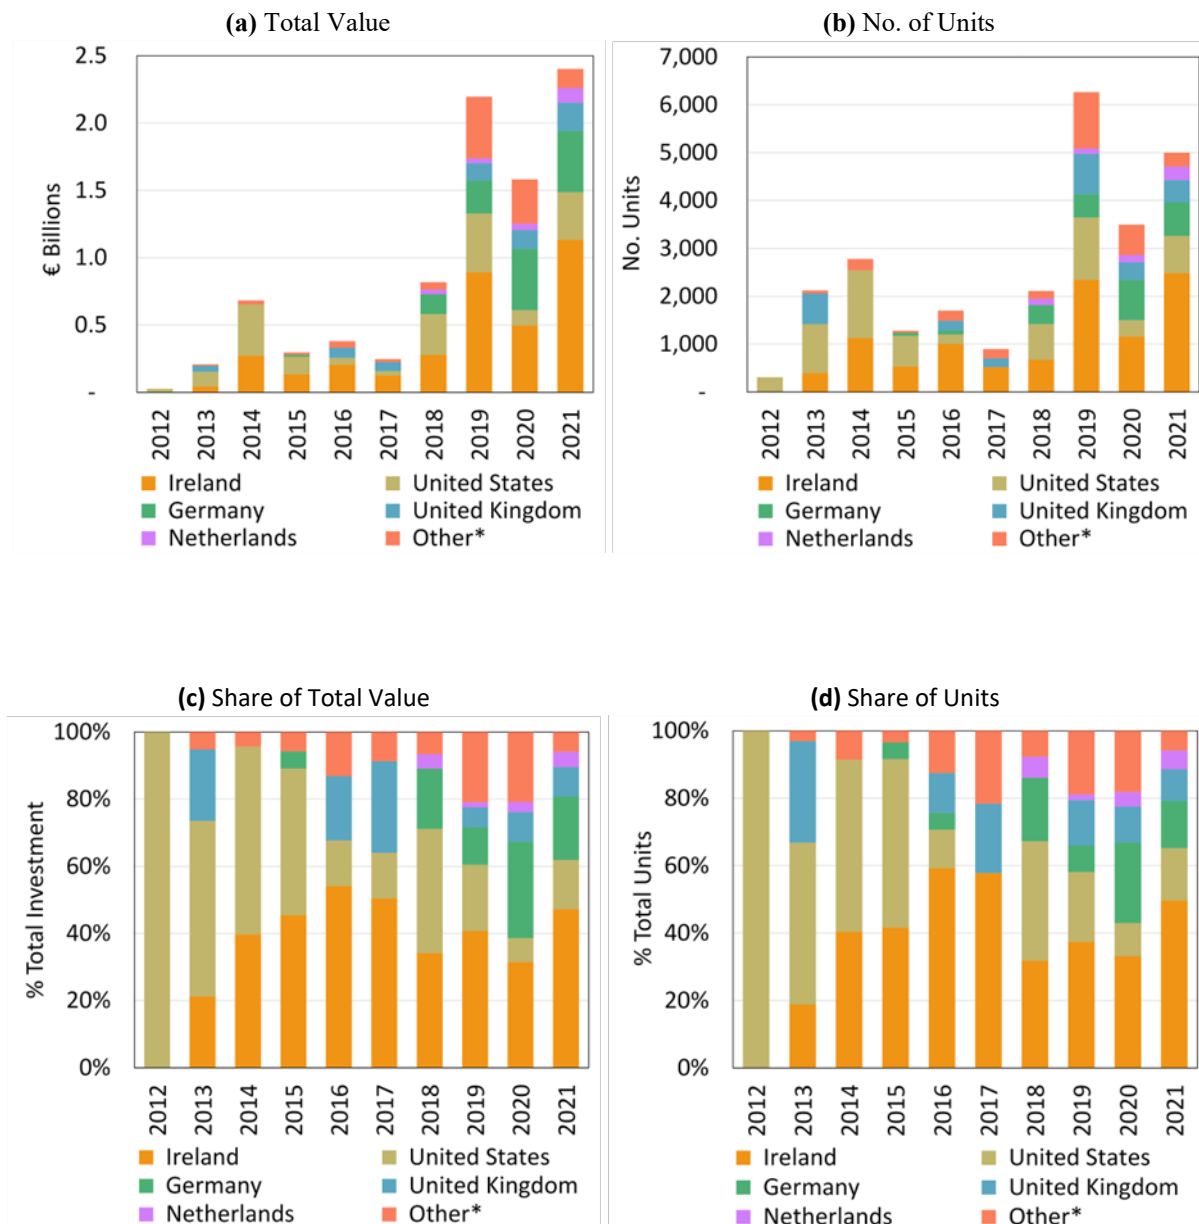 (a) Total Value
€ Billions
2.5
2.0
1.5
1.0
0.5
-
2012 2013 2014 2015 2016 2017 2018 2019 2020 2021
Ireland United States
Germany United Kingdom
Netherlands Other*
(b) No. of Units
No. Units
7,000
6,000
5,000
4,000
3,000
2,000
1,000
-
2012 2013 2014 2015 2016 2017 2018 2019 2020 2021
Ireland United States
Germany United Kingdom
Netherlands Other*
(c) Share of Total Value
% Total Investment
100%
80%
60%
40%
20%
0%
2012 2013 2014 2015 2016 2017 2018 2019 2020 2021
Ireland United States
Germany United Kingdom
Netherlands Other*
(d) Share of Units
% Total Units
100%
80%
60%
40%
20%
0%
2012 2013 2014 2015 2016 2017 2018 2019 2020 2021
Ireland United States
Germany United Kingdom
Netherlands Other*